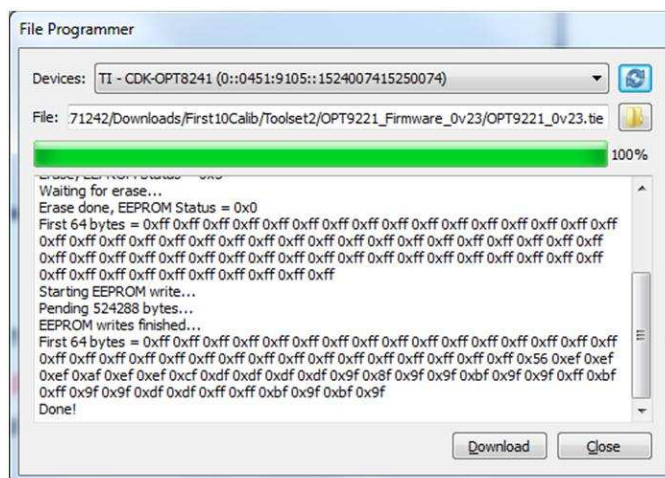 File Programmer
Devices: TI - CDK-OPT8241 (0::0451:9105::1524007415250074)
File: 71242/Downloads/First10Calib/Toolset2/OPT9221_Firmware_0v23/OPT9221_0v23.tie
100%
Waiting for erase...
Erase done, EEPROM Status = 0x0
First 64 bytes = 0xff 0xff 0xff 0xff 0xff 0xff 0xff 0xff 0xff 0xff 0xff 0xff 0xff 0xff 0xff
0xff 0xff 0xff 0xff 0xff 0xff 0xff 0xff 0xff 0xff 0xff 0xff 0xff 0xff 0xff 0xff 0xff 0xff
0xff 0xff 0xff 0xff 0xff 0xff 0xff 0xff 0xff 0xff 0xff 0xff 0xff 0xff 0xff 0xff 0xff 0xff
0xff 0xff 0xff 0xff 0xff 0xff 0xff 0xff 0xff
Starting EEPROM write...
Pending 524288 bytes...
EEPROM writes finished...
First 64 bytes = 0xff 0xff 0xff 0xff 0xff 0xff 0xff 0xff 0xff 0xff 0xff 0xff 0xff 0xff 0xff
0xff 0xff 0xff 0xff 0xff 0xff 0xff 0xff 0xff 0xff 0xff 0xff 0xff 0xff 0xff 0x56 0xef 0xef
0xef 0xaf 0xef 0xef 0xcf 0xdf 0xdf 0xdf 0xdf 0x9f 0x8f 0x9f 0x9f 0xbf 0x9f 0x9f 0xff 0xbf
0xff 0x9f 0x9f 0xdf 0xdf 0xff 0xff 0xbf 0x9f 0xbf 0x9f
Done!
Download
Close